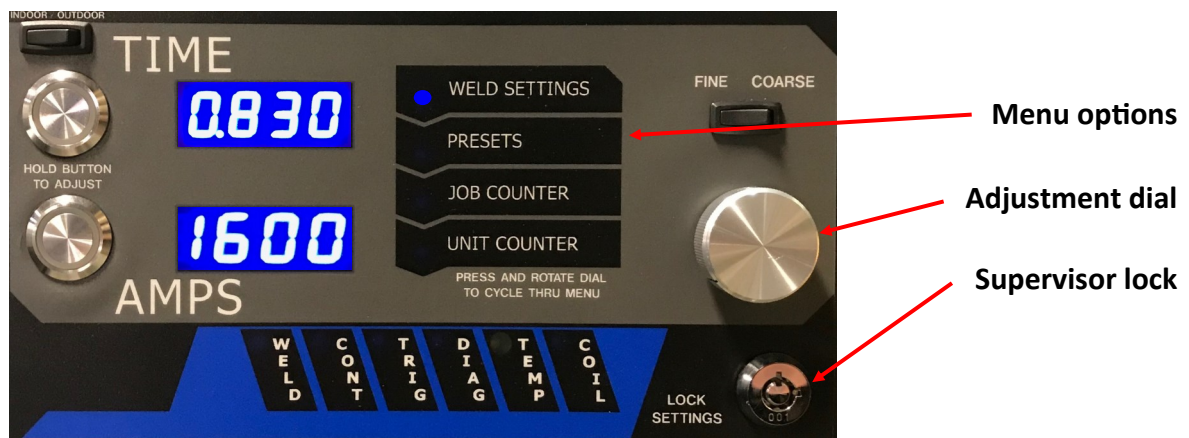 INDOOR / OUTDOOR
TIME
0.830
HOLD BUTTON
TO ADJUST
1600
AMPS
WELD SETTINGS
PRESETS
JOB COUNTER
UNIT COUNTER
PRESS AND ROTATE DIAL
TO CYCLE THRU MENU
FINE COARSE
WELD
CONT
TRIG
DIAG
TEMP
COIL
LOCK
SETTINGS
001
Menu options
Adjustment dial
Supervisor lock